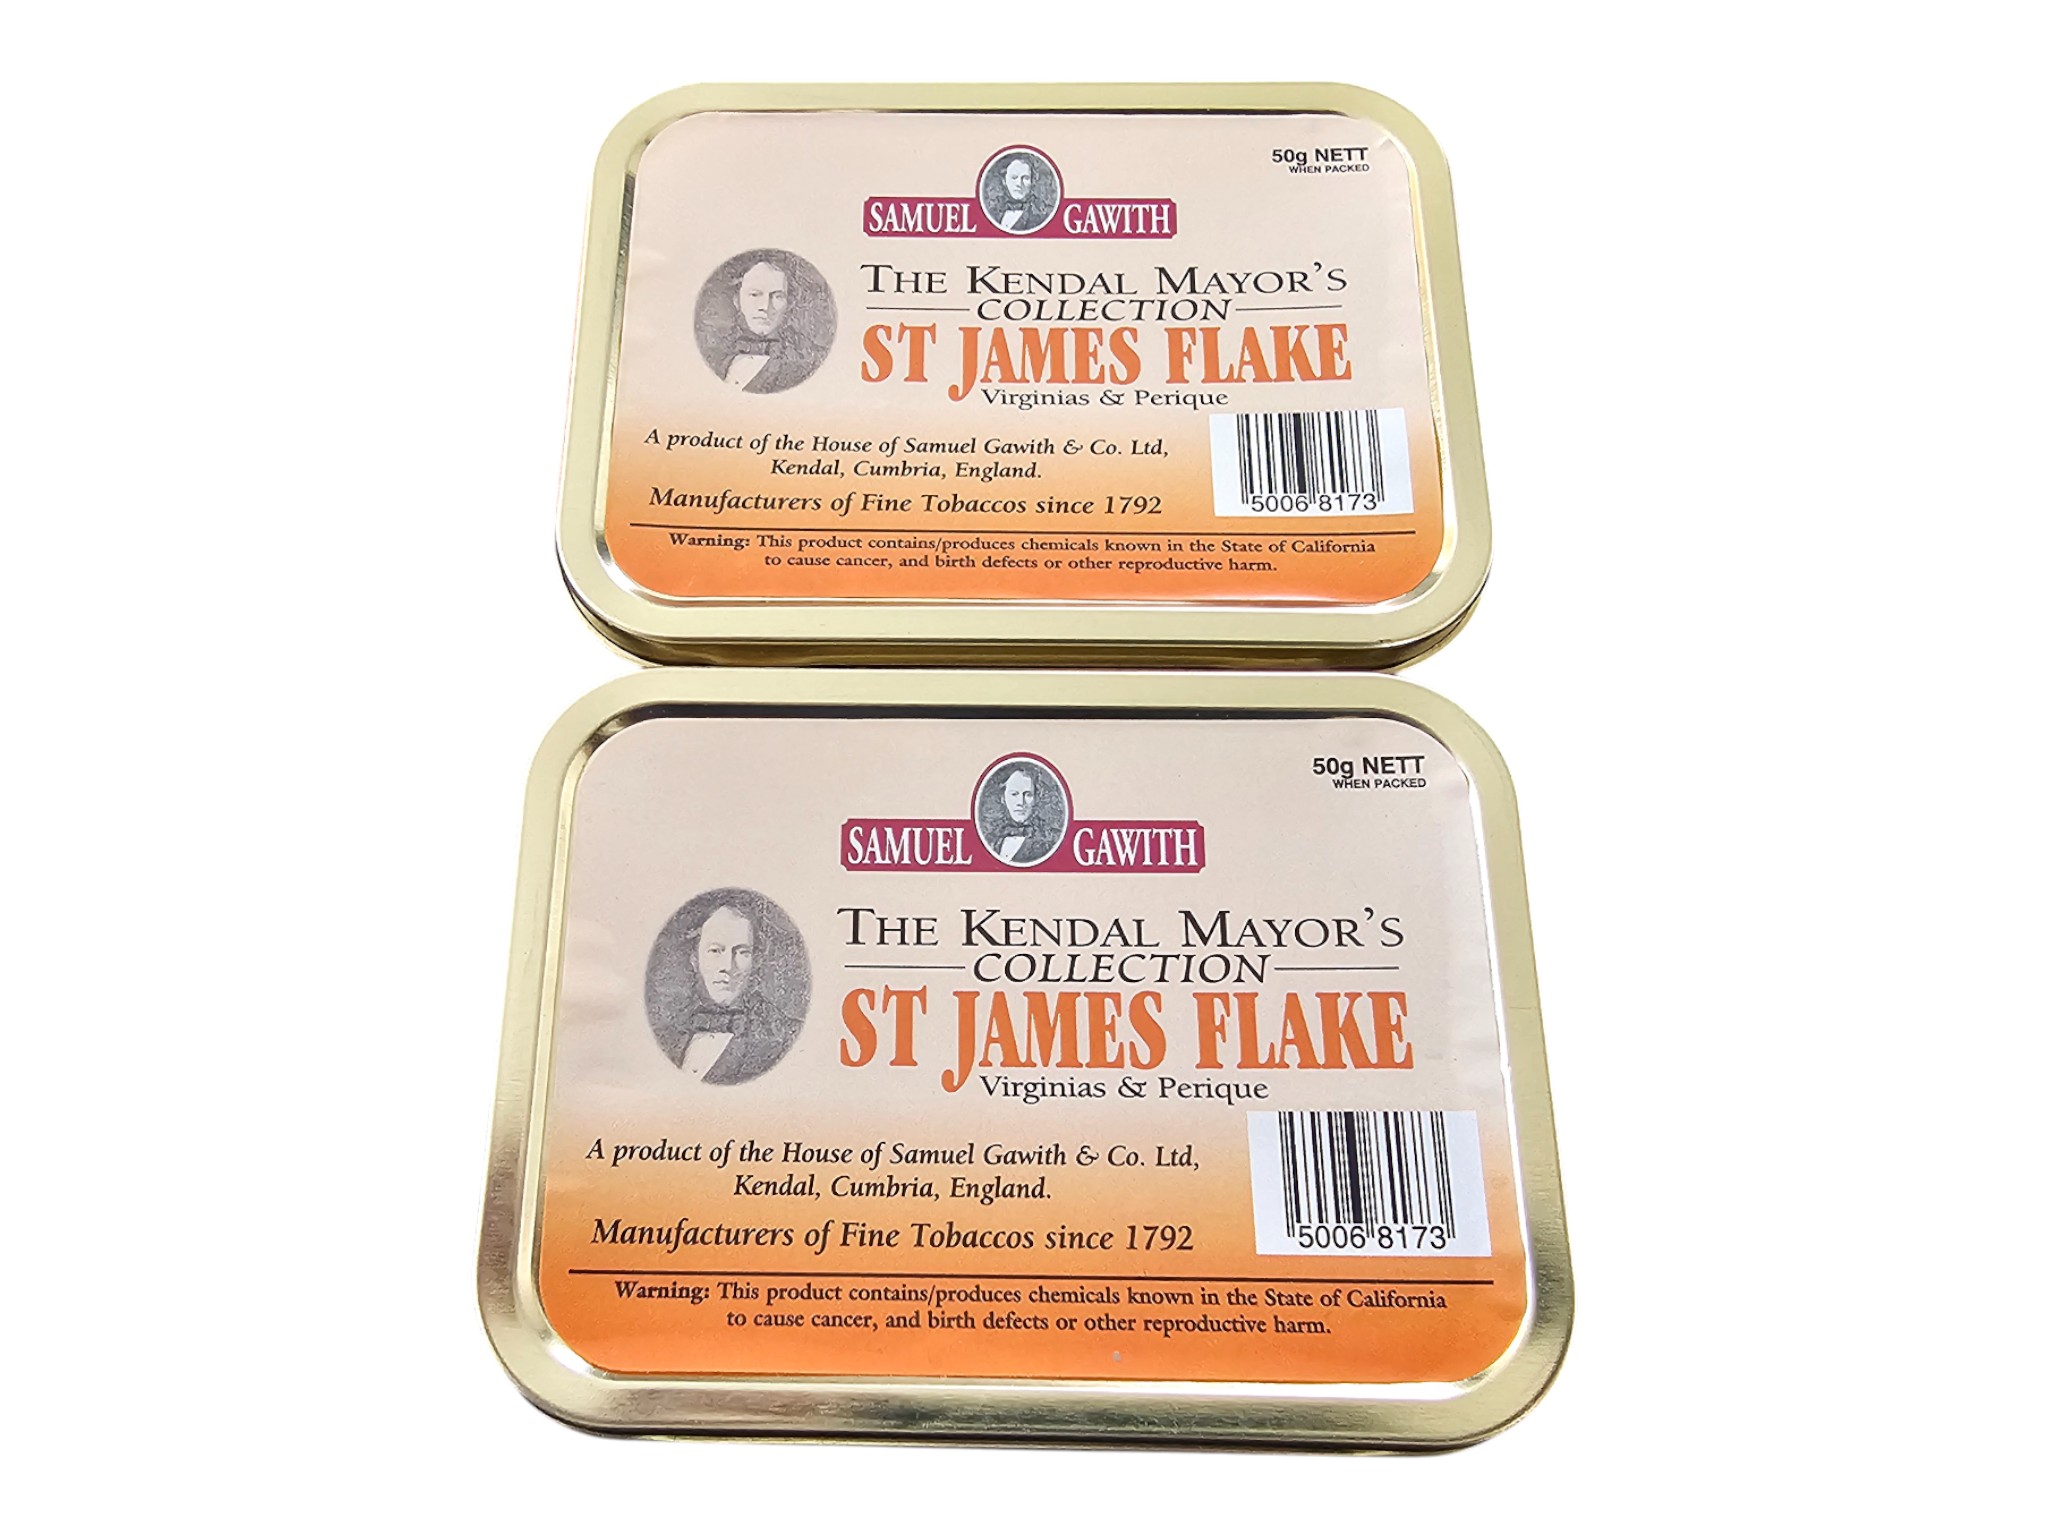 50g NETT
WHEN PACKED
SAMUEL GAWITH
THE KENDAL MAYOR'S
COLLECTION
ST JAMES FLAKE
Virginias & Perique
A product of the House of Samuel Gawith & Co. Ltd,
Kendal, Cumbria, England.
Manufacturers of Fine Tobaccos since 1792
5006 8173
Warning: This product contains/produces chemicals known in the State of California
to cause cancer, and birth defects or other reproductive harm.
50g NETT
WHEN PACKED
SAMUEL GAWITH
THE KENDAL MAYOR'S
COLLECTION
ST JAMES FLAKE
Virginias & Perique
A product of the House of Samuel Gawith & Co. Ltd,
Kendal, Cumbria, England.
Manufacturers of Fine Tobaccos since 1792
5006 8173
Warning: This product contains/produces chemicals known in the State of California
to cause cancer, and birth defects or other reproductive harm.